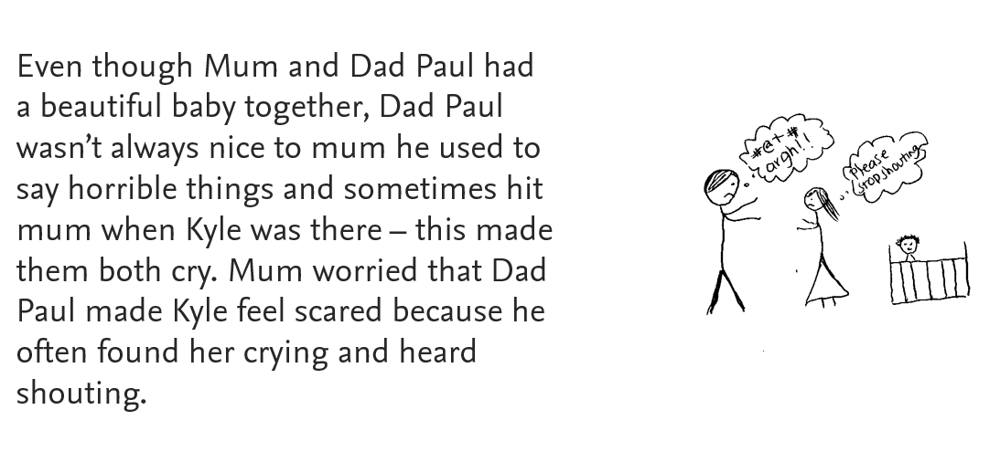 Even though Mum and Dad Paul had
a beautiful baby together, Dad Paul
wasn’t always nice to mum he used to
say horrible things and sometimes hit
mum when Kyle was there – this made
them both cry. Mum worried that Dad
Paul made Kyle feel scared because he
often found her crying and heard
shouting.
#@+#
argh!!
Please
stop shouting